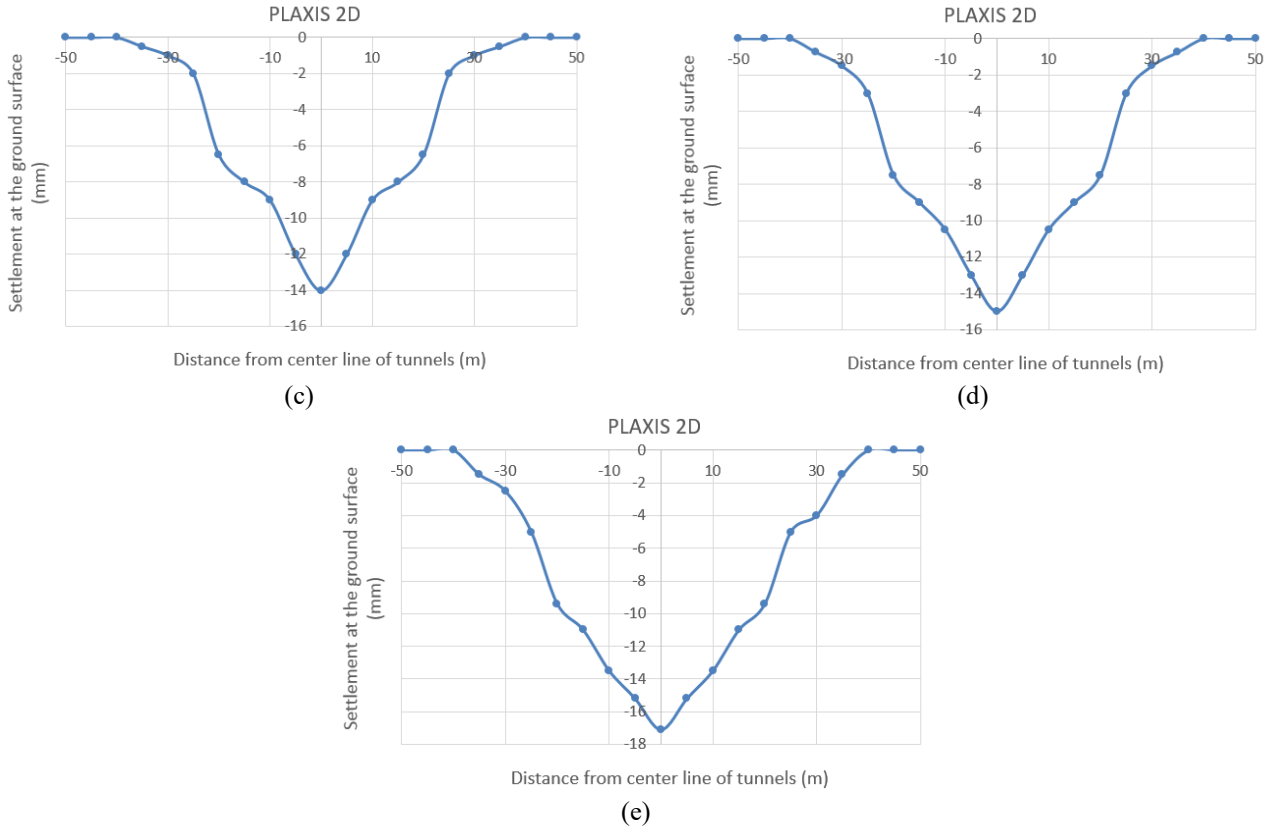 PLAXIS 2D
0
-50 -30 -10 10 30 50
-2
-4
-6
-8
-10
-12
-14
-16
Settlement at the ground surface
(mm)
Distance from center line of tunnels (m)
(c)
PLAXIS 2D
0
-50 -30 -10 10 30 50
-2
-4
-6
-8
-10
-12
-14
-16
Settlement at the ground surface
(mm)
Distance from center line of tunnels (m)
(d)
PLAXIS 2D
0
-50 -30 -10 10 30 50
-2
-4
-6
-8
-10
-12
-14
-16
-18
Settlement at the ground surface
(mm)
Distance from center line of tunnels (m)
(e)